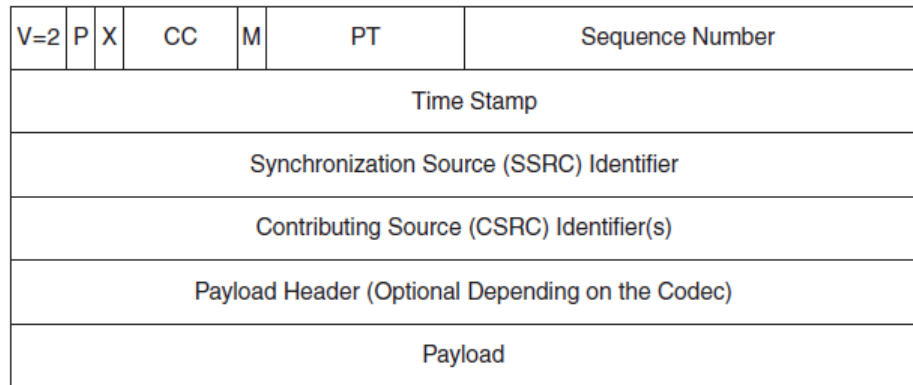 V=2 P X CC M PT Sequence Number
Time Stamp
Synchronization Source (SSRC) Identifier
Contributing Source (CSRC) Identifier(s)
Payload Header (Optional Depending on the Codec)
Payload